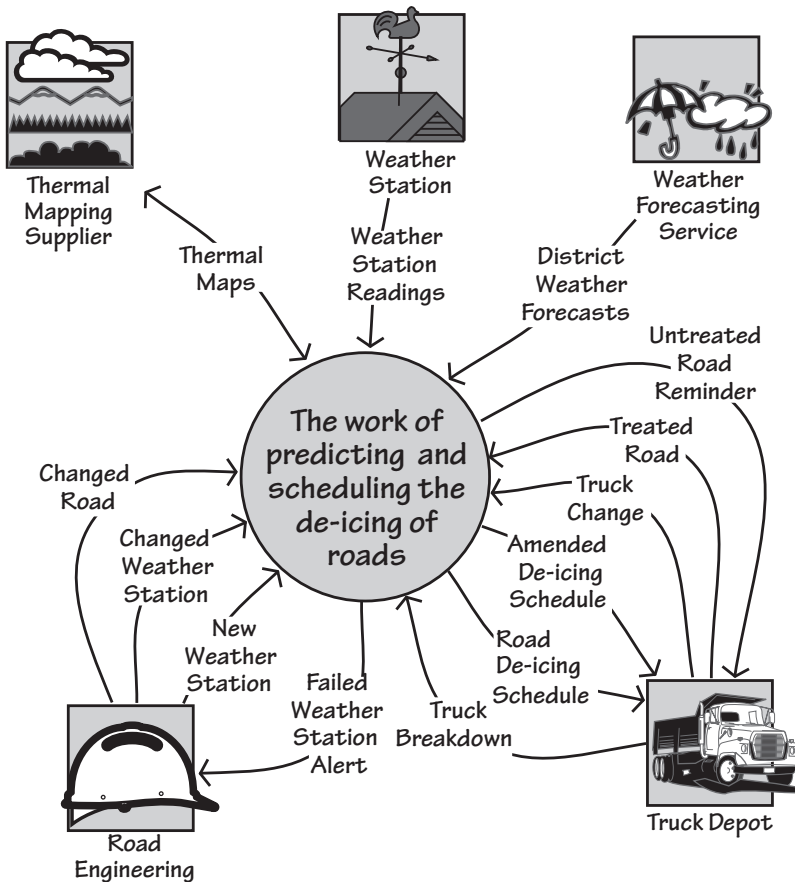 Thermal
Mapping
Supplier
Weather
Station
Weather
Forecasting
Service
Thermal
Maps
Weather
Station
Readings
District
Weather
Forecasts
Untreated
Road
Reminder
The work of
predicting and
scheduling the
de-icing of
roads
Treated
Road
Truck
Change
Changed
Road
Changed
Weather
Station
New
Weather
Station
Amended
De-icing
Schedule
Road
De-icing
Schedule
Failed
Weather
Station
Alert
Truck
Breakdown
Road
Engineering
Truck Depot